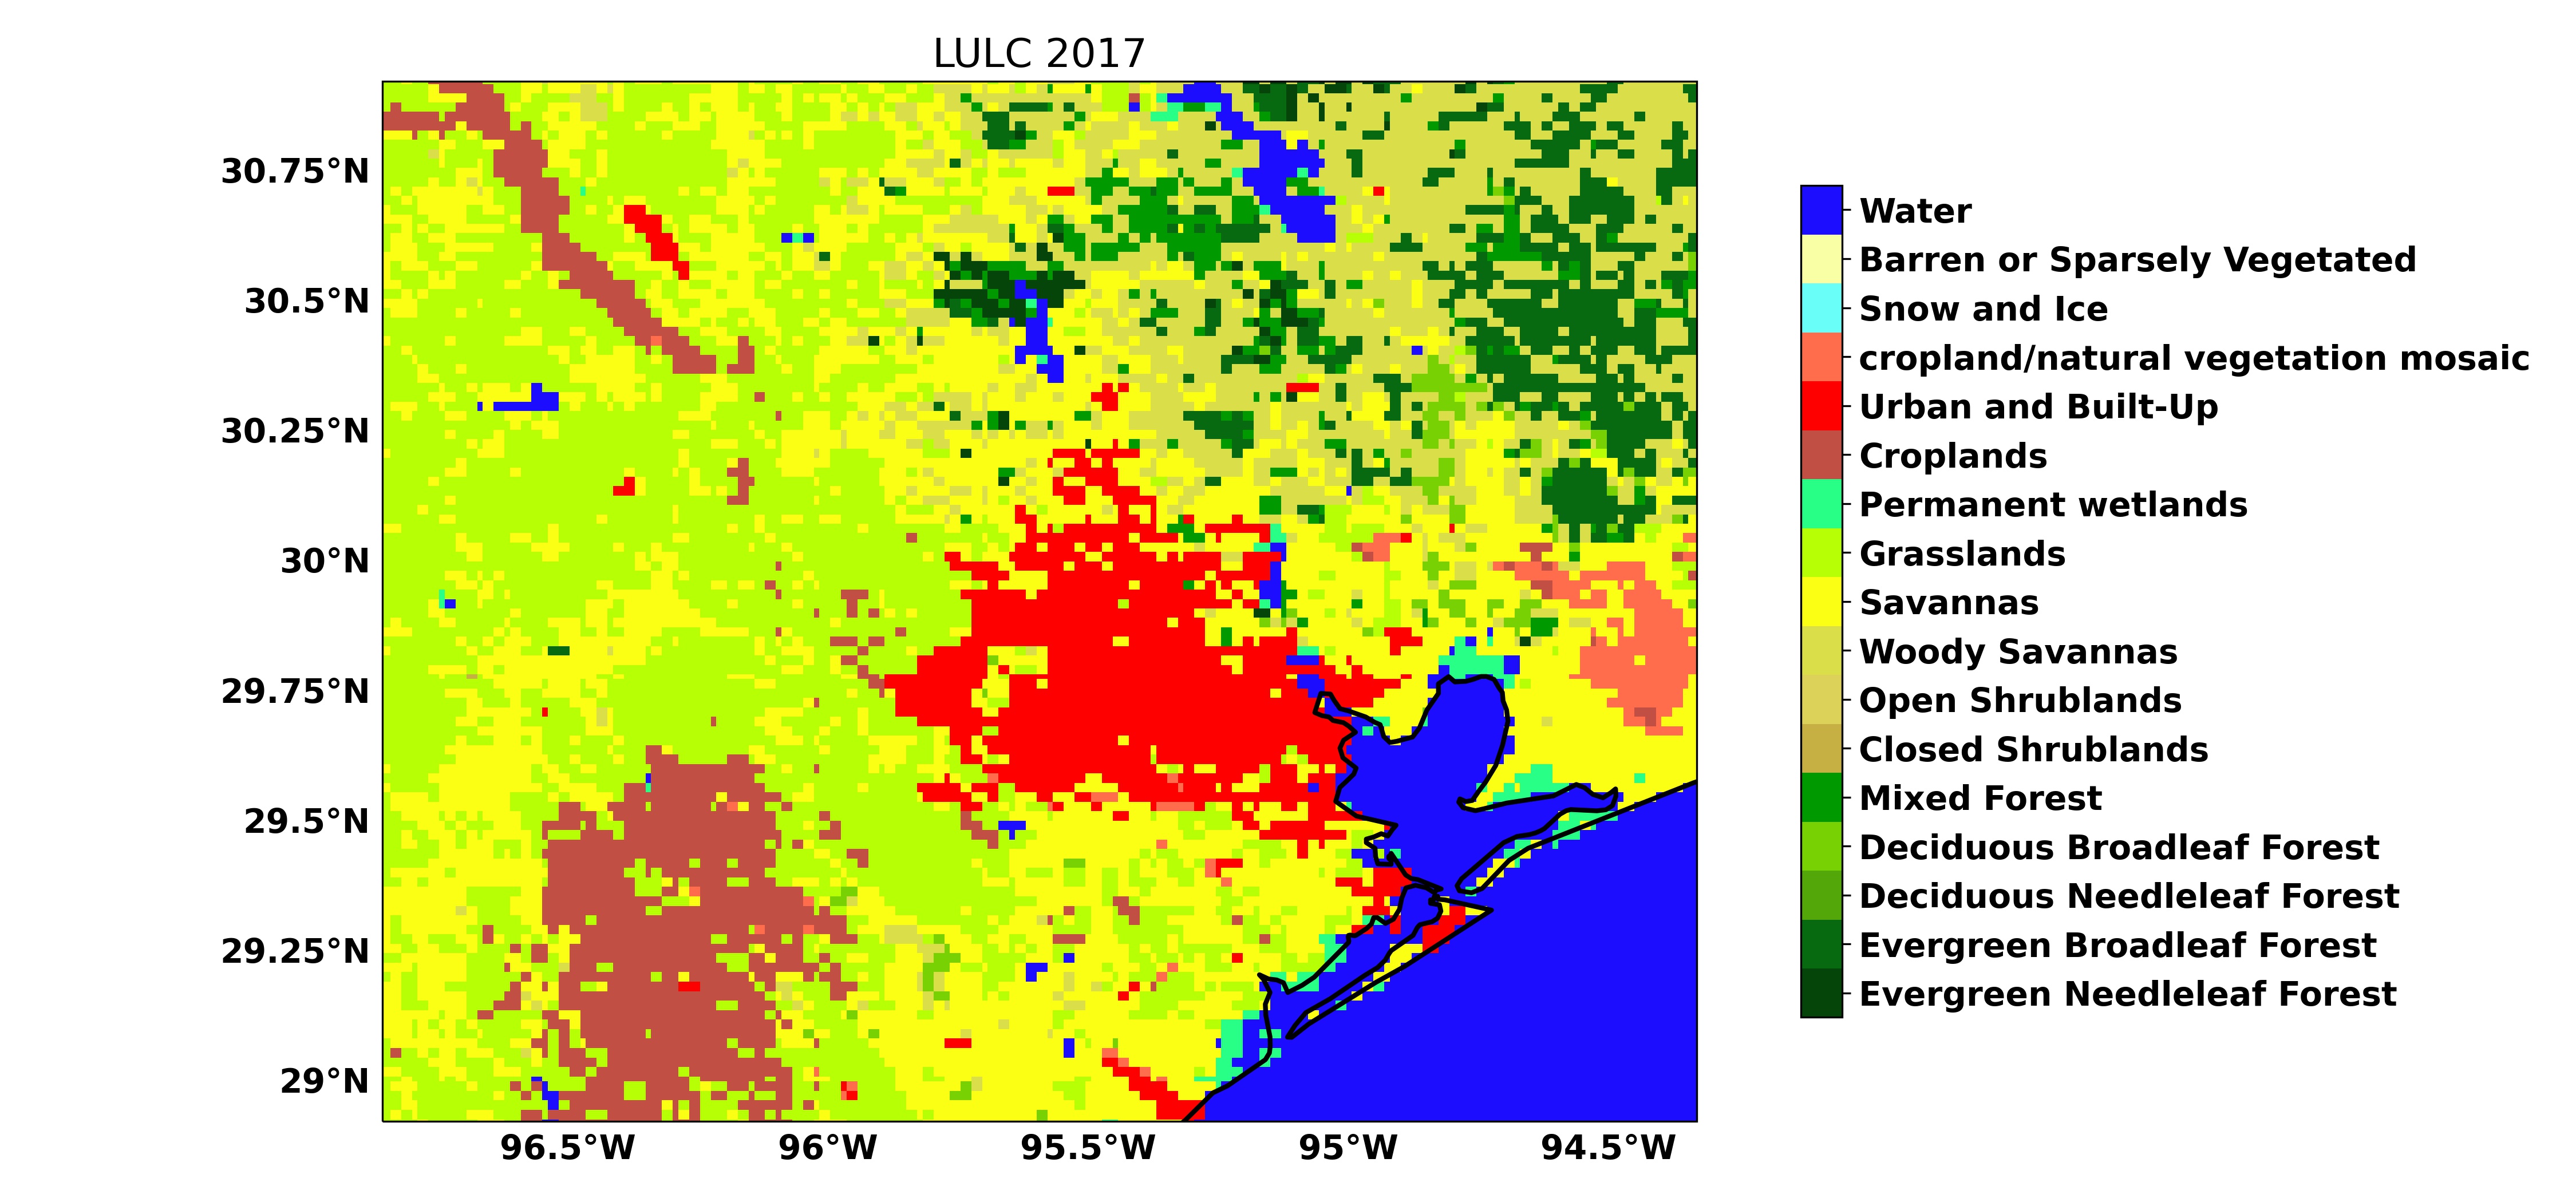 LULC 2017
30.75°N
30.5°N
30.25°N
30°N
29.75°N
29.5°N
29.25°N
29°N
96.5°W
96°W
95.5°W
95°W
94.5°W
Water
Barren or Sparsely Vegetated
Snow and Ice
cropland/natural vegetation mosaic
Urban and Built-Up
Croplands
Permanent wetlands
Grasslands
Savannas
Woody Savannas
Open Shrublands
Closed Shrublands
Mixed Forest
Deciduous Broadleaf Forest
Deciduous Needleleaf Forest
Evergreen Broadleaf Forest
Evergreen Needleleaf Forest